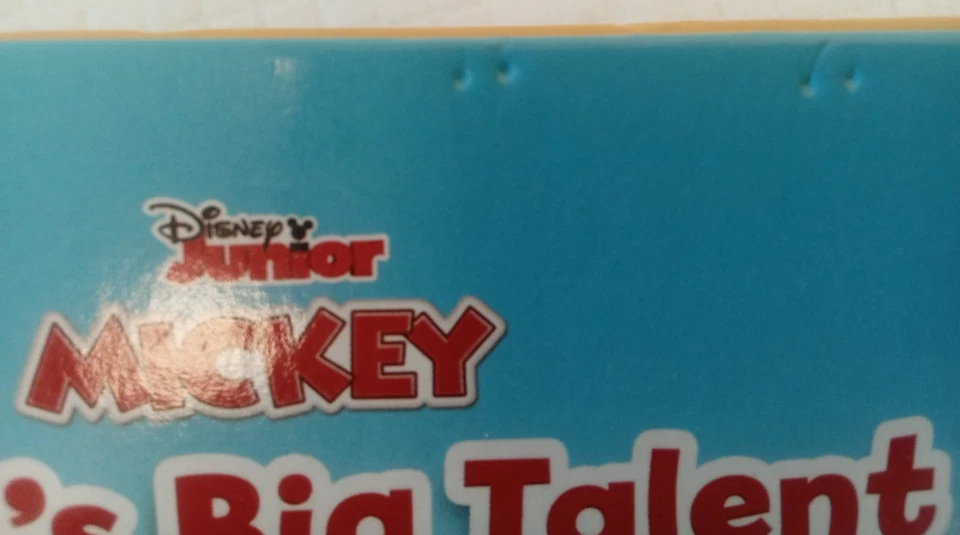 Disney
Junior
MICKEY
's Big Talent